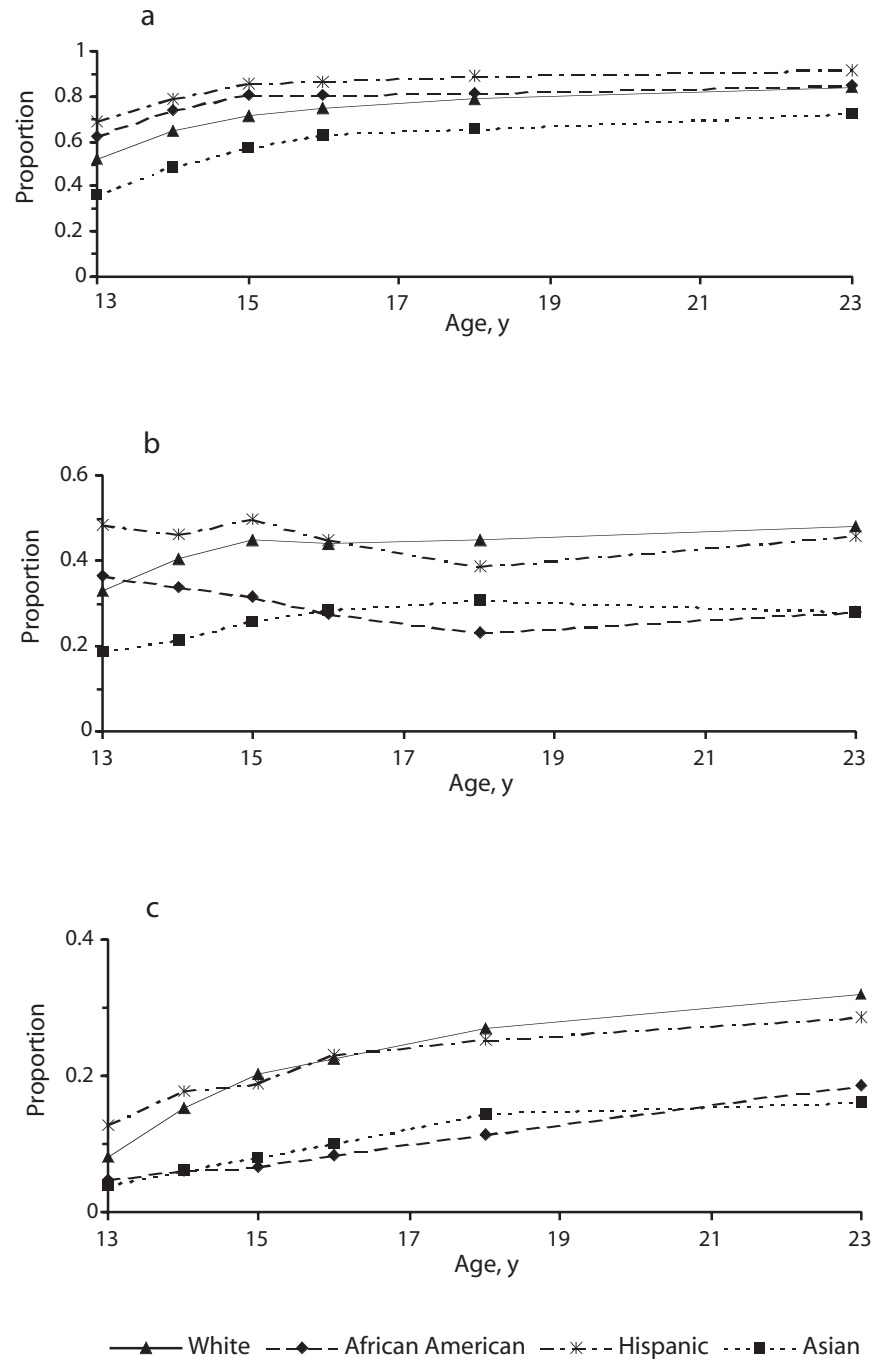 a
1
0.8
0.6
0.4
0.2
0
Proportion
13 15 17 19 21 23
Age, y
b
0.6
0.4
0.2
0
Proportion
13 15 17 19 21 23
Age, y
c
0.4
0.2
0
Proportion
13 15 17 19 21 23
Age, y
White African American Hispanic Asian